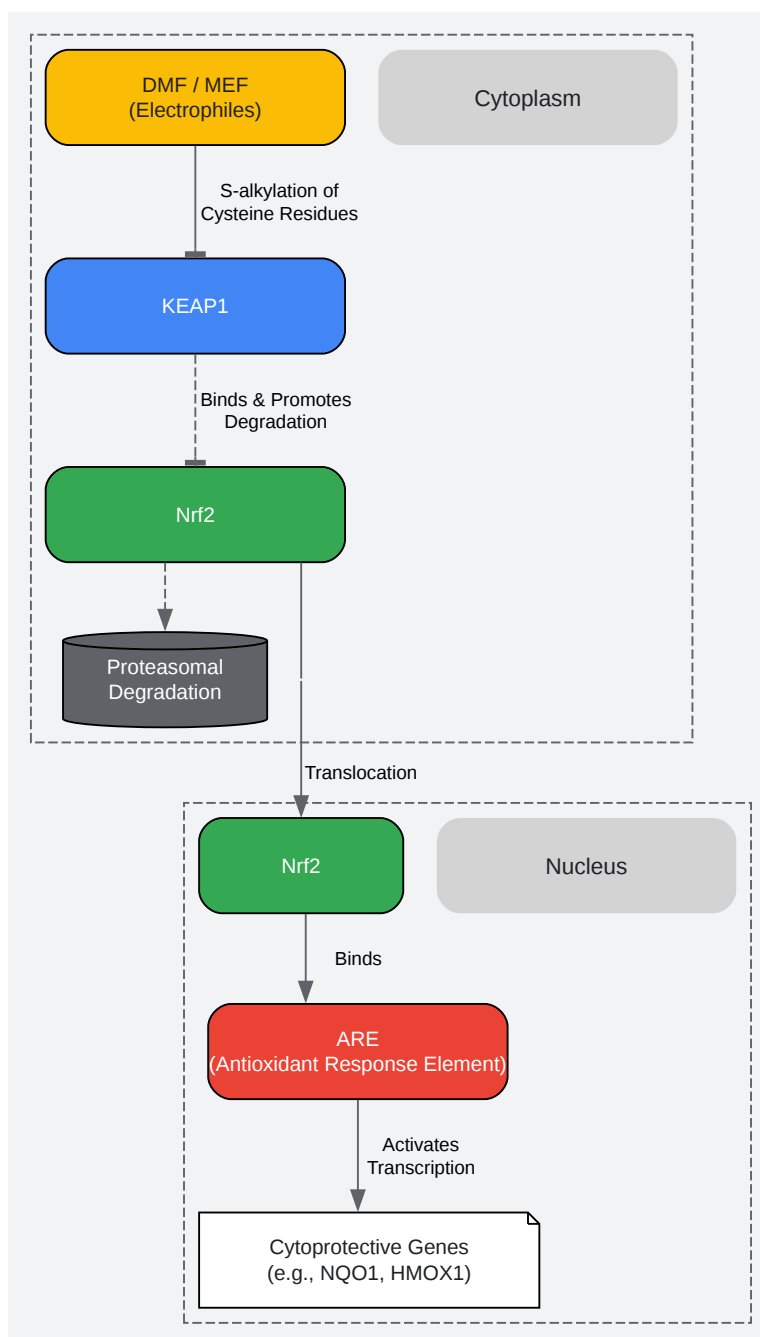 DMF / MEF
(Electrophiles)
Cytoplasm
S-alkylation of
Cysteine Residues
KEAP1
Binds & Promotes
Degradation
Nrf2
Proteasomal
Degradation
Translocation
Nrf2
Nucleus
Binds
ARE
(Antioxidant Response Element)
Activates
Transcription
Cytoprotective Genes
(e.g., NQO1, HMOX1)